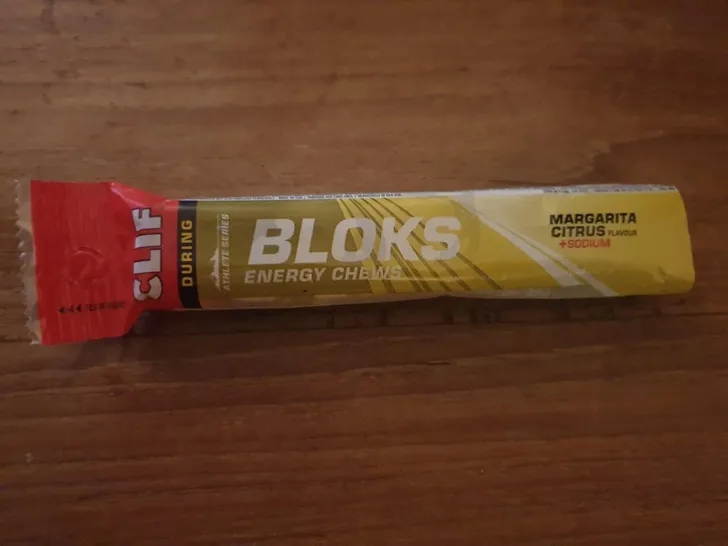 CLIF
DURING
ATHLETE SERIES
BLOKS
ENERGY CHEWS
MARGARITA
CITRUS FLAVOUR
+SODIUM